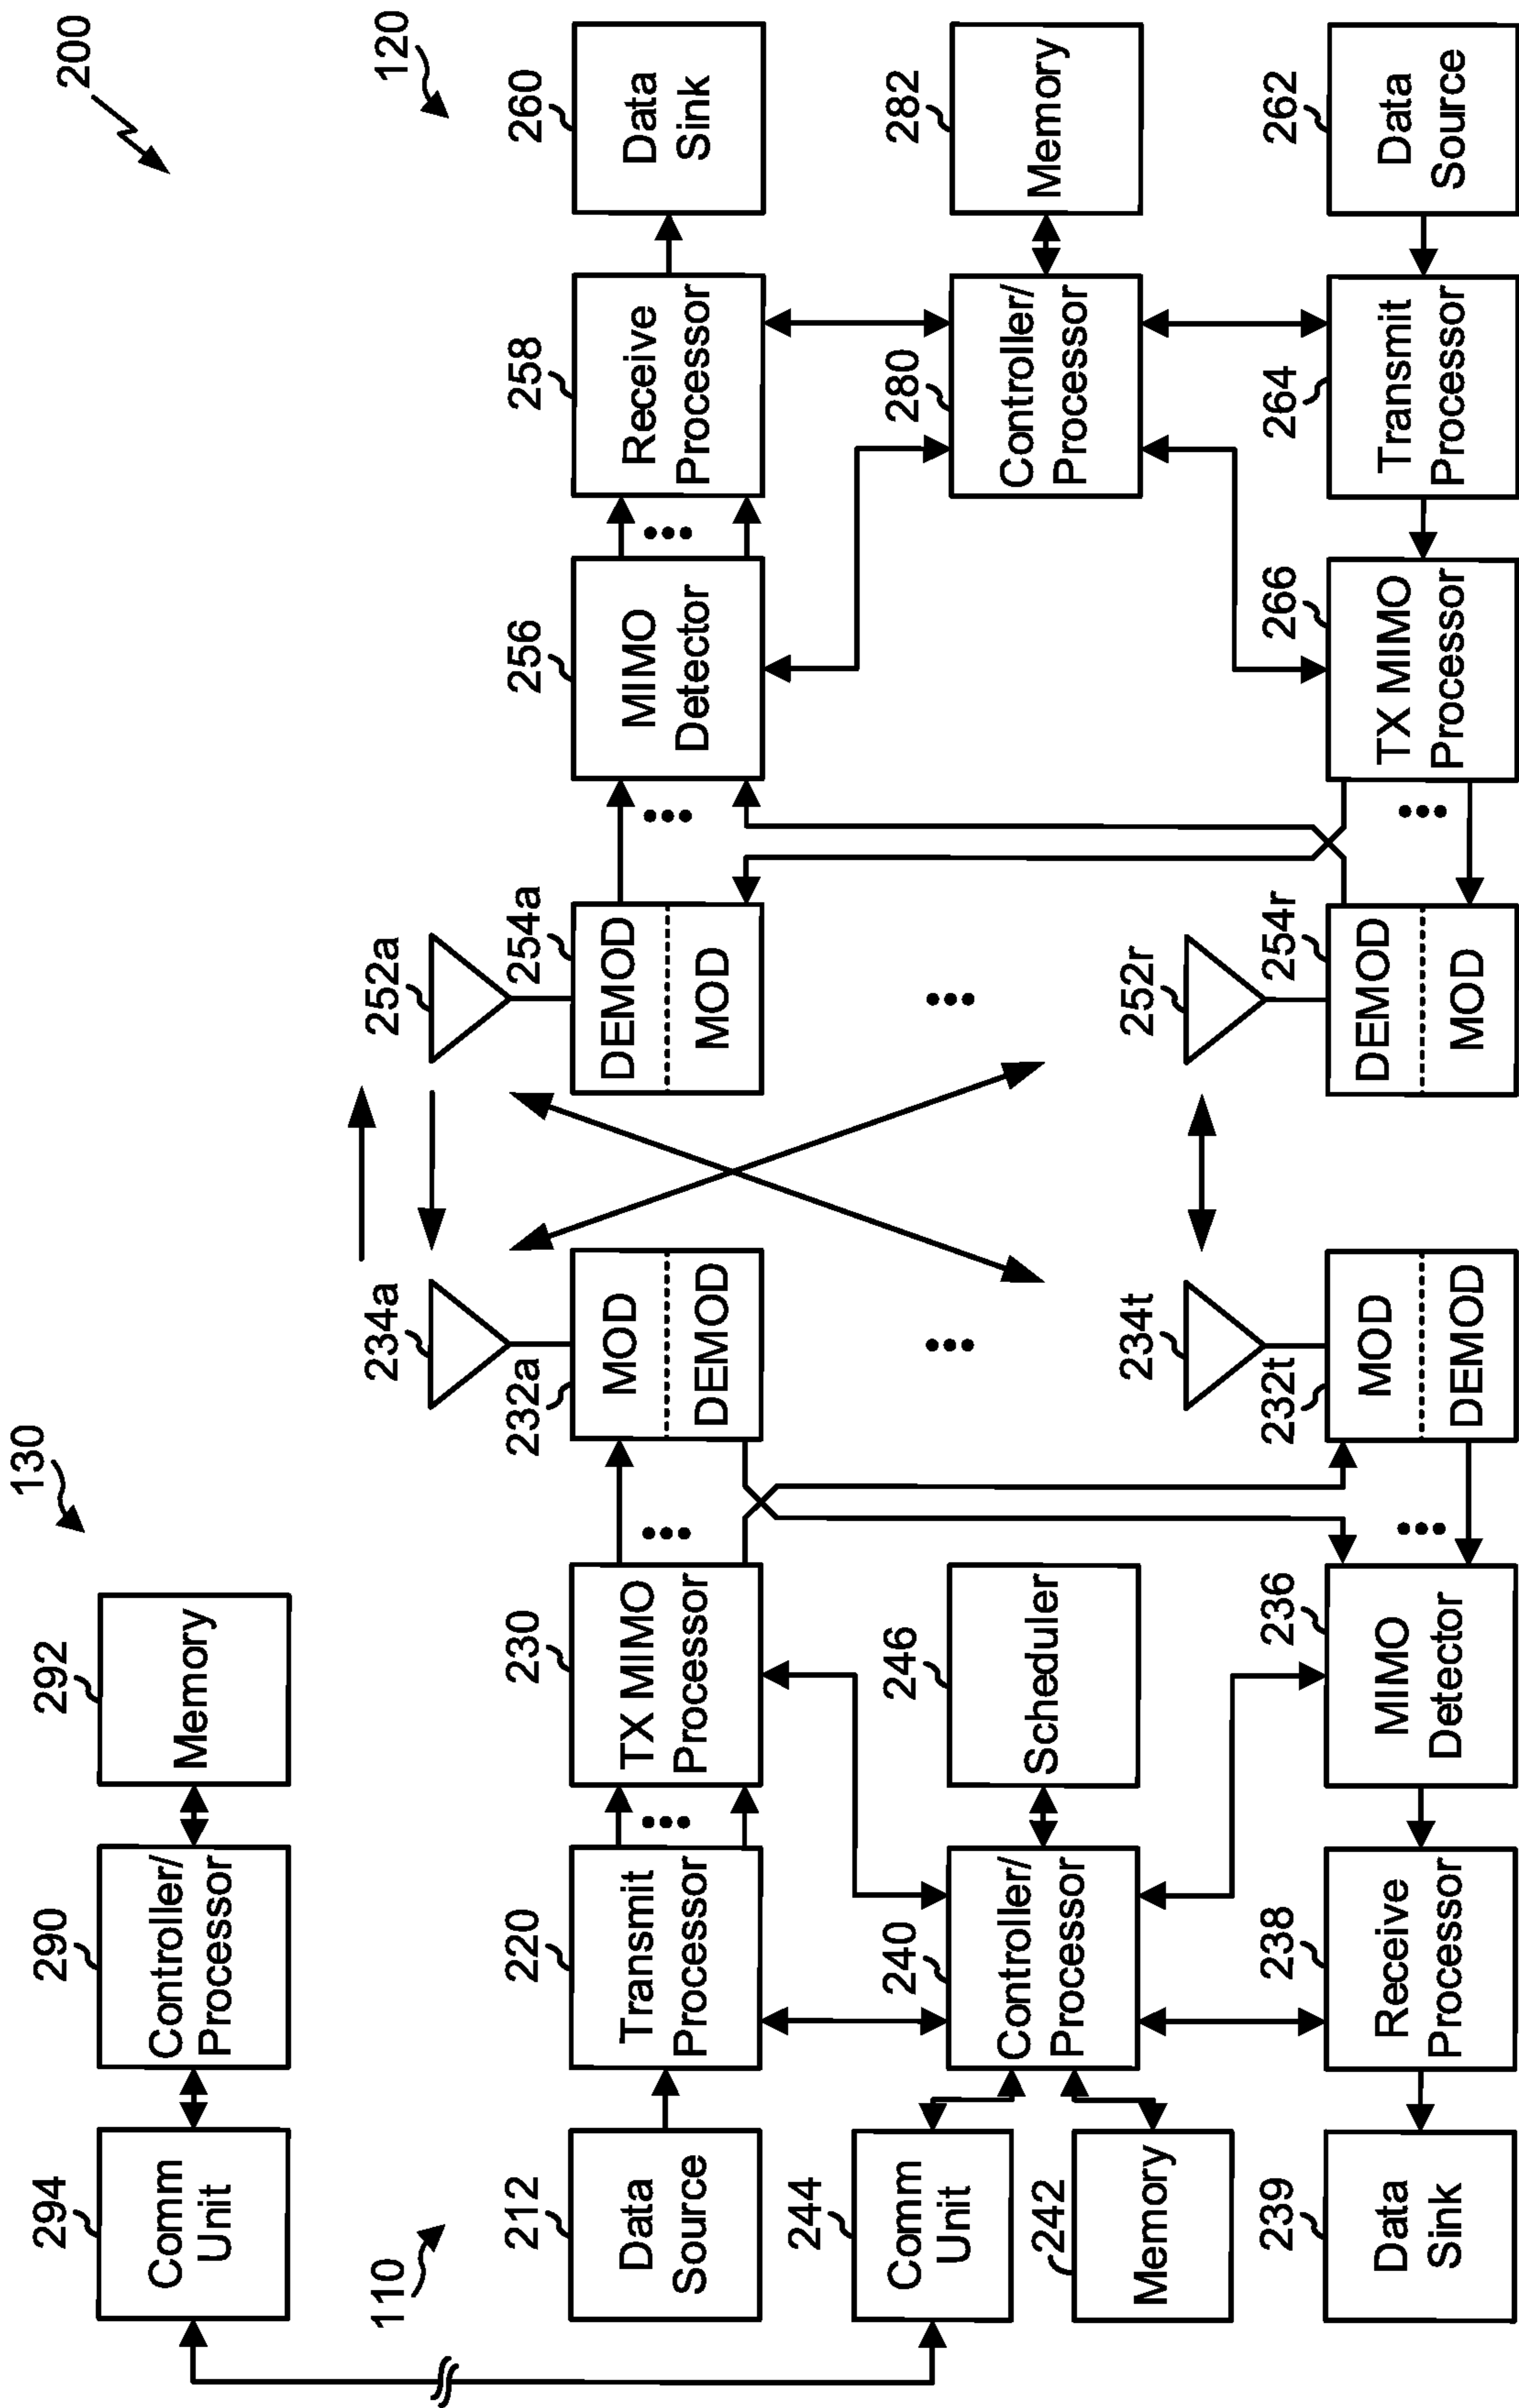 200
130
294
Comm
Unit
290
Controller/
Processor
292
Memory
110
120
212
Data
Source
220
Transmit
Processor
230
TX MIMO
Processor
232a
MOD
DEMOD
234a
252a
254a
DEMOD
MOD
256
MIMO
Detector
258
Receive
Processor
260
Data
Sink
244
Comm
Unit
242
Memory
240
Controller/
Processor
246
Scheduler
280
Controller/
Processor
282
Memory
239
Data
Sink
238
Receive
Processor
236
MIMO
Detector
232t
MOD
DEMOD
234t
252r
254r
DEMOD
MOD
266
TX MIMO
Processor
264
Transmit
Processor
262
Data
Source